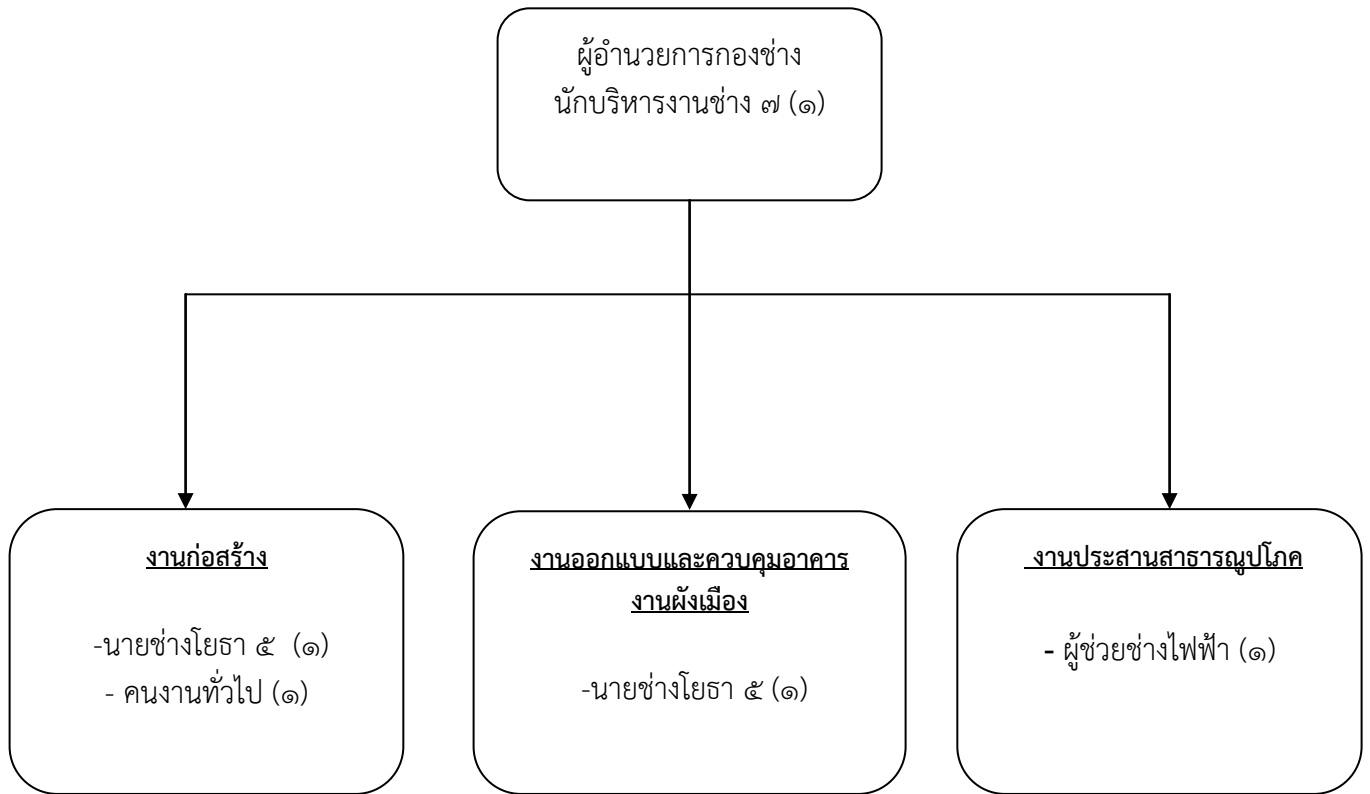 ผู้อำนวยการกองช่าง
นักบริหารงานช่าง ๗ (๑)
งานก่อสร้าง
-นายช่างโยธา ๕ (๑)
- คนงานทั่วไป (๑)
งานออกแบบและควบคุมอาคาร
งานผังเมือง
-นายช่างโยธา ๕ (๑)
งานประสานสาธารณูปโภค
- ผู้ช่วยช่างไฟฟ้า (๑)